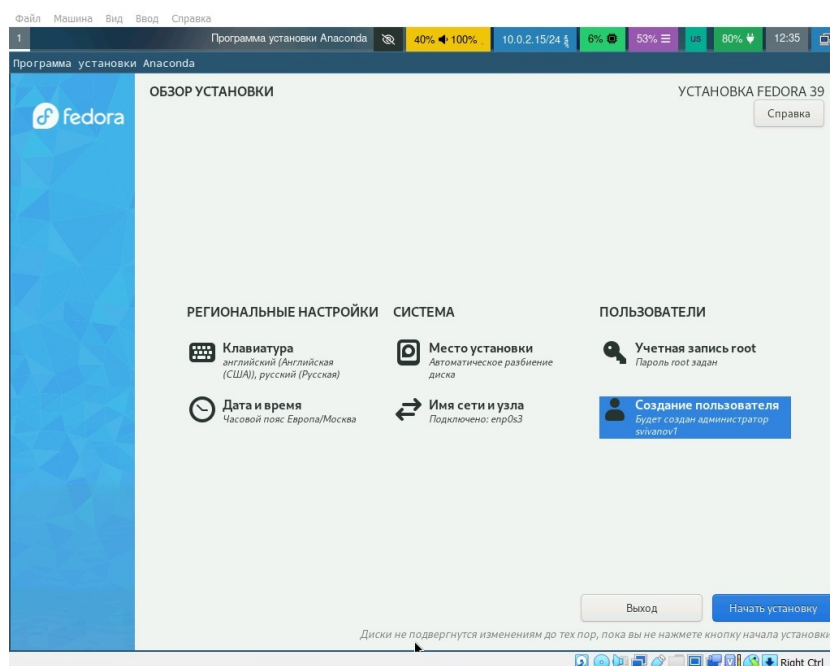 Файл Машина Вид Ввод Справка
1 Программа установки Anaconda 40% 100% 10.0.2.15/24 6% 53% us 80% 12:35
Программа установки Anaconda
fedora
ОБЗОР УСТАНОВКИ
УСТАНОВКА FEDORA 39
Справка
РЕГИОНАЛЬНЫЕ НАСТРОЙКИ
Клавиатура
английский (Английская
(США)), русский (Русская)
Дата и время
Часовой пояс Европа/Москва
СИСТЕМА
Место установки
Автоматическое разбиение
диска
Имя сети и узла
Подключено: enp0s3
ПОЛЬЗОВАТЕЛИ
Учетная запись root
Пароль root задан
Создание пользователя
Будет создан администратор
svivanov1
Выход
Начать установку
Диски не подвергнутся изменениям до тех пор, пока вы не нажмете кнопку начала установки
Right Ctrl